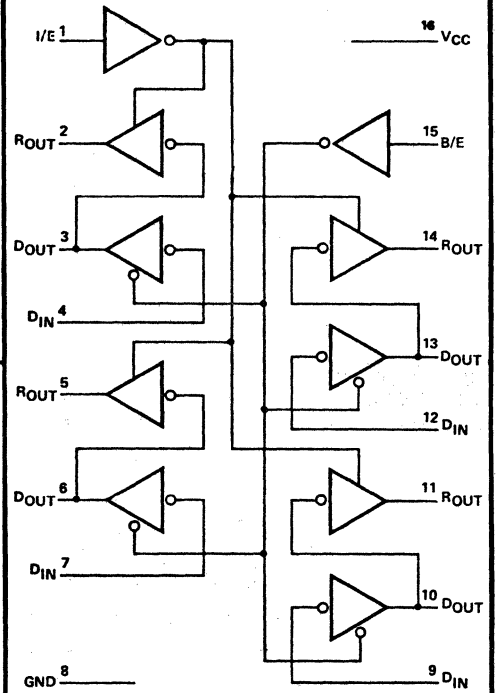 I/E 1
16 VCC
ROUT 2
15 B/E
DOUT 3
14 ROUT
DIN 4
13 DOUT
ROUT 5
12 DIN
DOUT 6
11 ROUT
DIN 7
10 DOUT
GND 8
9 DIN